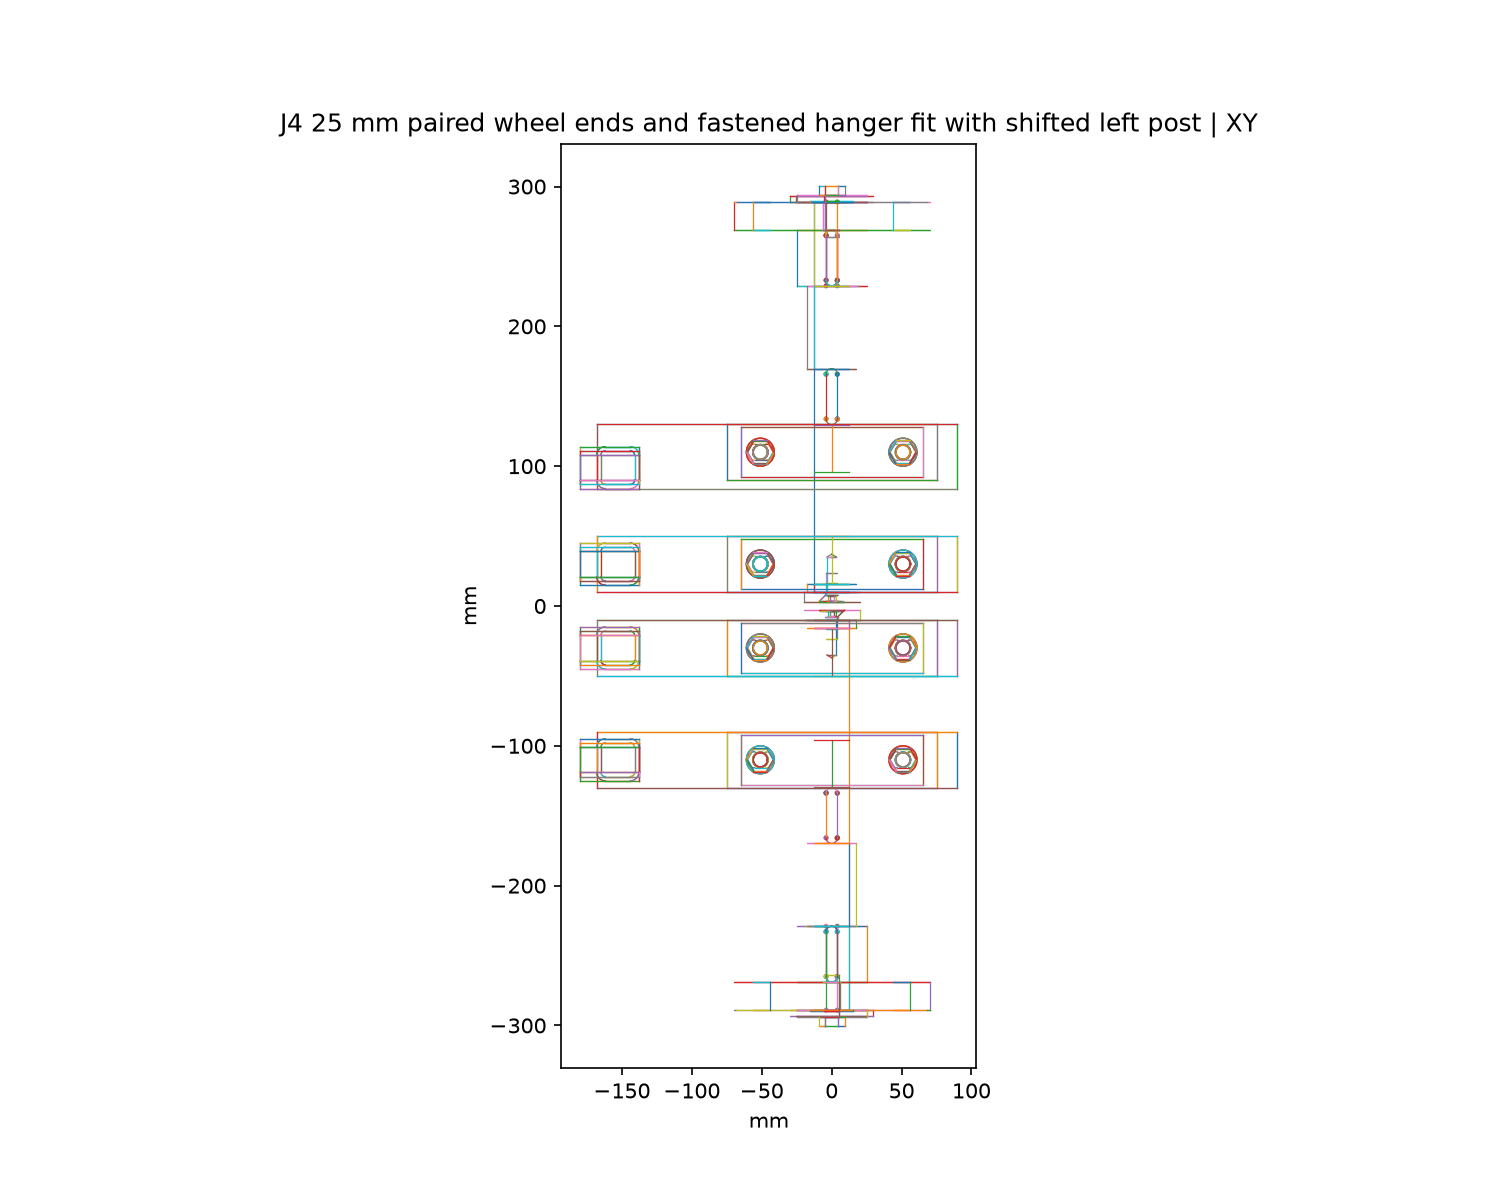 J4 25 mm paired wheel ends and fastened hanger fit with shifted left post | XY
300
200
100
0
−100
−200
−300
mm
−150 −100 −50 0 50 100
mm